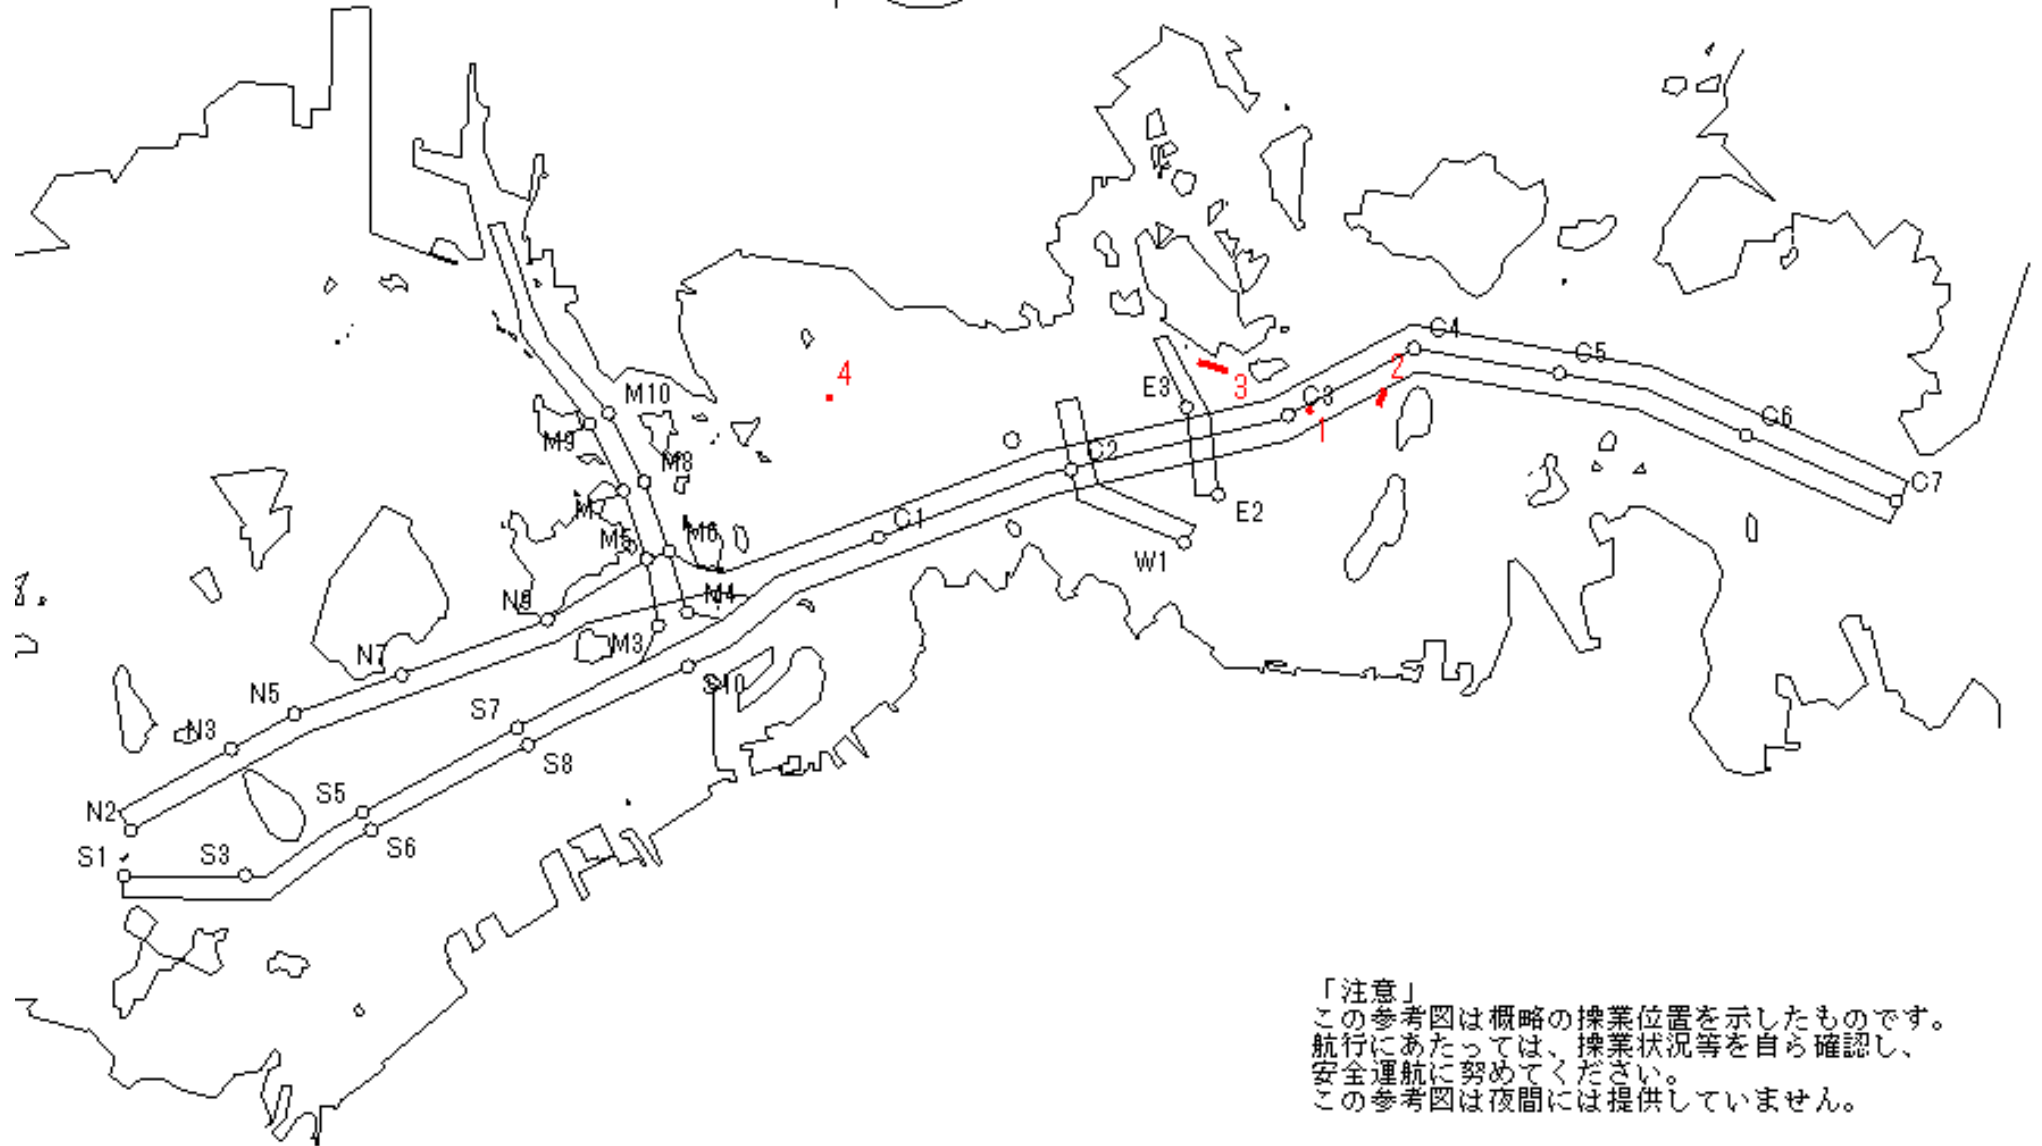 C4
C5
4
2
E3
3
M10
C3
C6
1
M9
C2
M8
C7
M7
E2
C1
M6
M5
W1
N9
M4
M3
N7
S10
N5
S7
N3
S8
S5
N2
S6
S1
S3
「注意」
この参考図は概略の操業位置を示したものです。
航行にあたっては、操業状況等を自ら確認し、
安全運航に努めてください。
この参考図は夜間には提供していません。